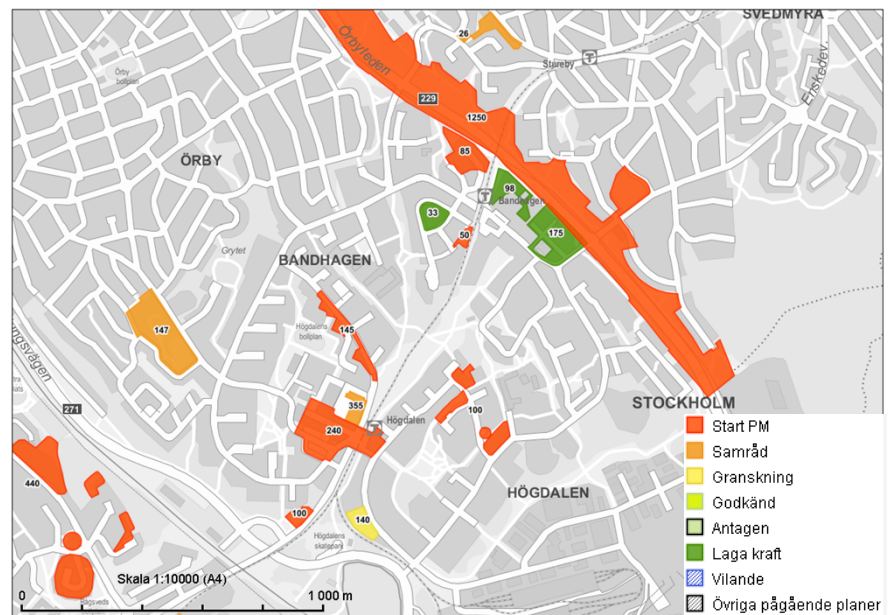 SVEDMYRA
26
Stureby
Enskedev.
Örbyleden
229
Örby
bollplan
1250
85
ÖRBY
98
Bandhagen
33
175
50
Grytet
BANDHAGEN
147
145
Högdalens
bollplan
271
355
100
STOCKHOLM
240
Högdalen
440
HÖGDALEN
100
140
Högdalens
skatepark
Skala 1:10000 (A4)
0
1 000 m
Start PM
Samråd
Granskning
Godkänd
Antagen
Laga kraft
Vilande
Övriga pågående planer